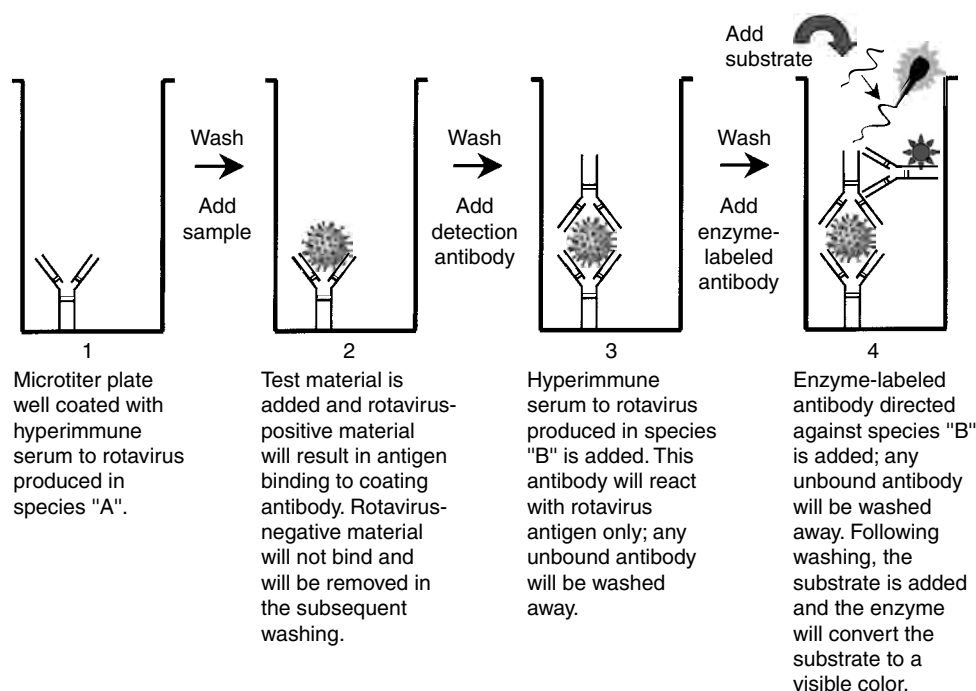 Add
substrate
Wash
Add
sample
Wash
Add
detection
antibody
Wash
Add
enzyme-
labeled
antibody
1
Microtiter plate
well coated with
hyperimmune
serum to rotavirus
produced in
species "A".
2
Test material is
added and rotavirus-
positive material
will result in antigen
binding to coating
antibody. Rotavirus-
negative material
will not bind and
will be removed in
the subsequent
washing.
3
Hyperimmune
serum to rotavirus
produced in species
"B" is added. This
antibody will react
with rotavirus
antigen only; any
unbound antibody
will be washed
away.
4
Enzyme-labeled
antibody directed
against species "B"
is added; any
unbound antibody
will be washed
away. Following
washing, the
substrate is added
and the enzyme
will convert the
substrate to a
visible color.